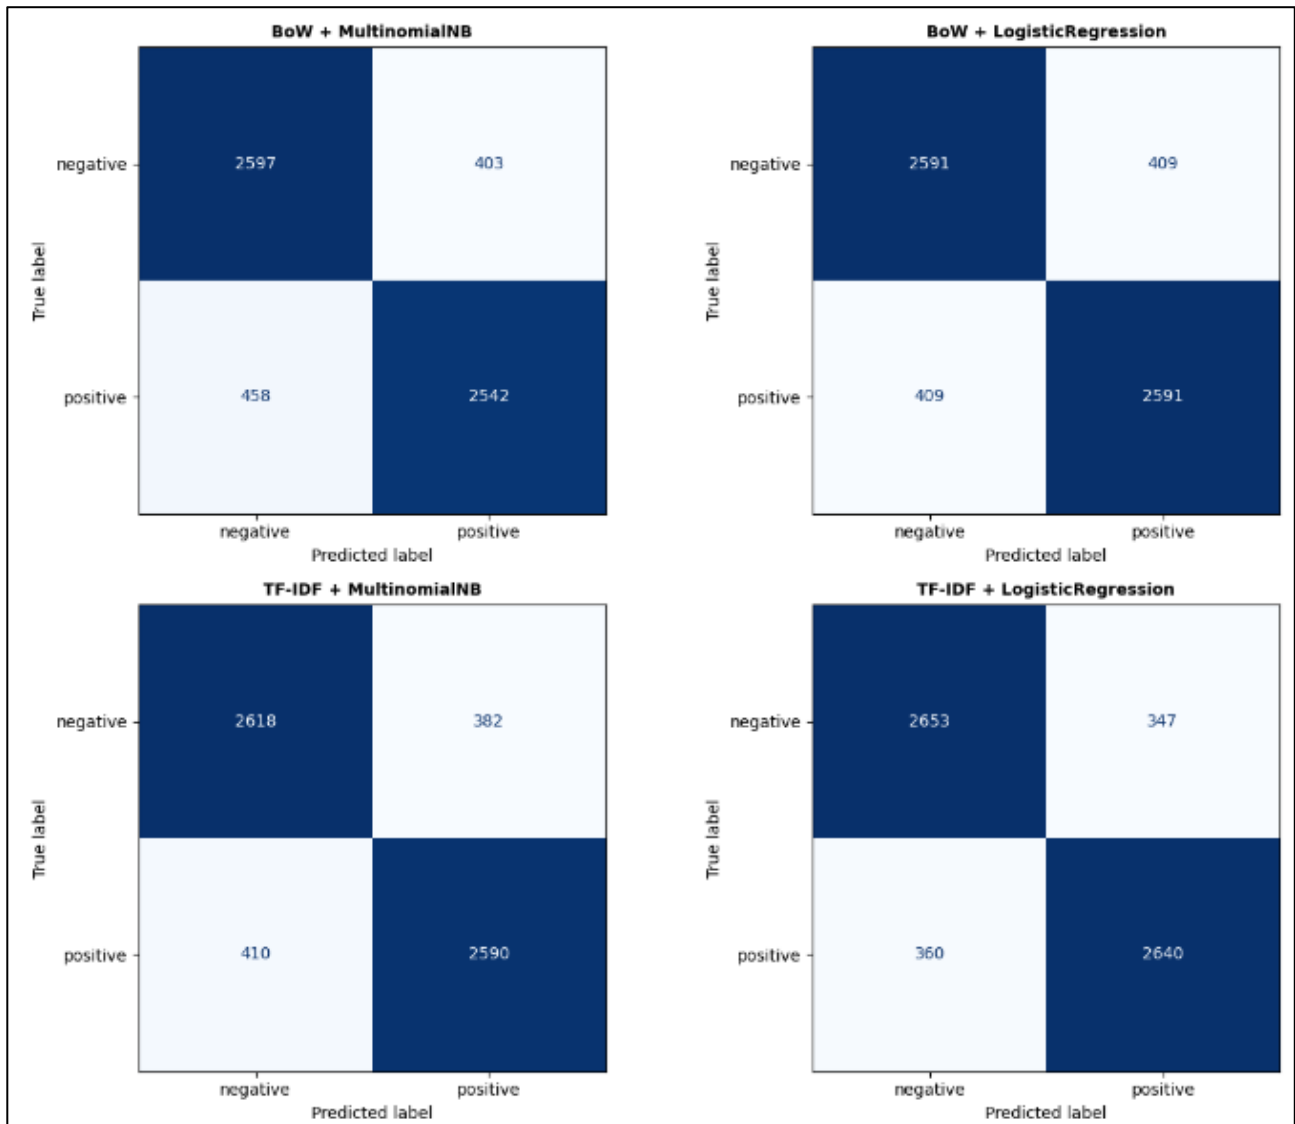 BoW + MultinomialNB
negative
2597
403
True label
positive
458
2542
negative
positive
Predicted label
BoW + LogisticRegression
negative
2591
409
True label
positive
409
2591
negative
positive
Predicted label
TF-IDF + MultinomialNB
negative
2618
382
True label
positive
410
2590
negative
positive
Predicted label
TF-IDF + LogisticRegression
negative
2653
347
True label
positive
360
2640
negative
positive
Predicted label